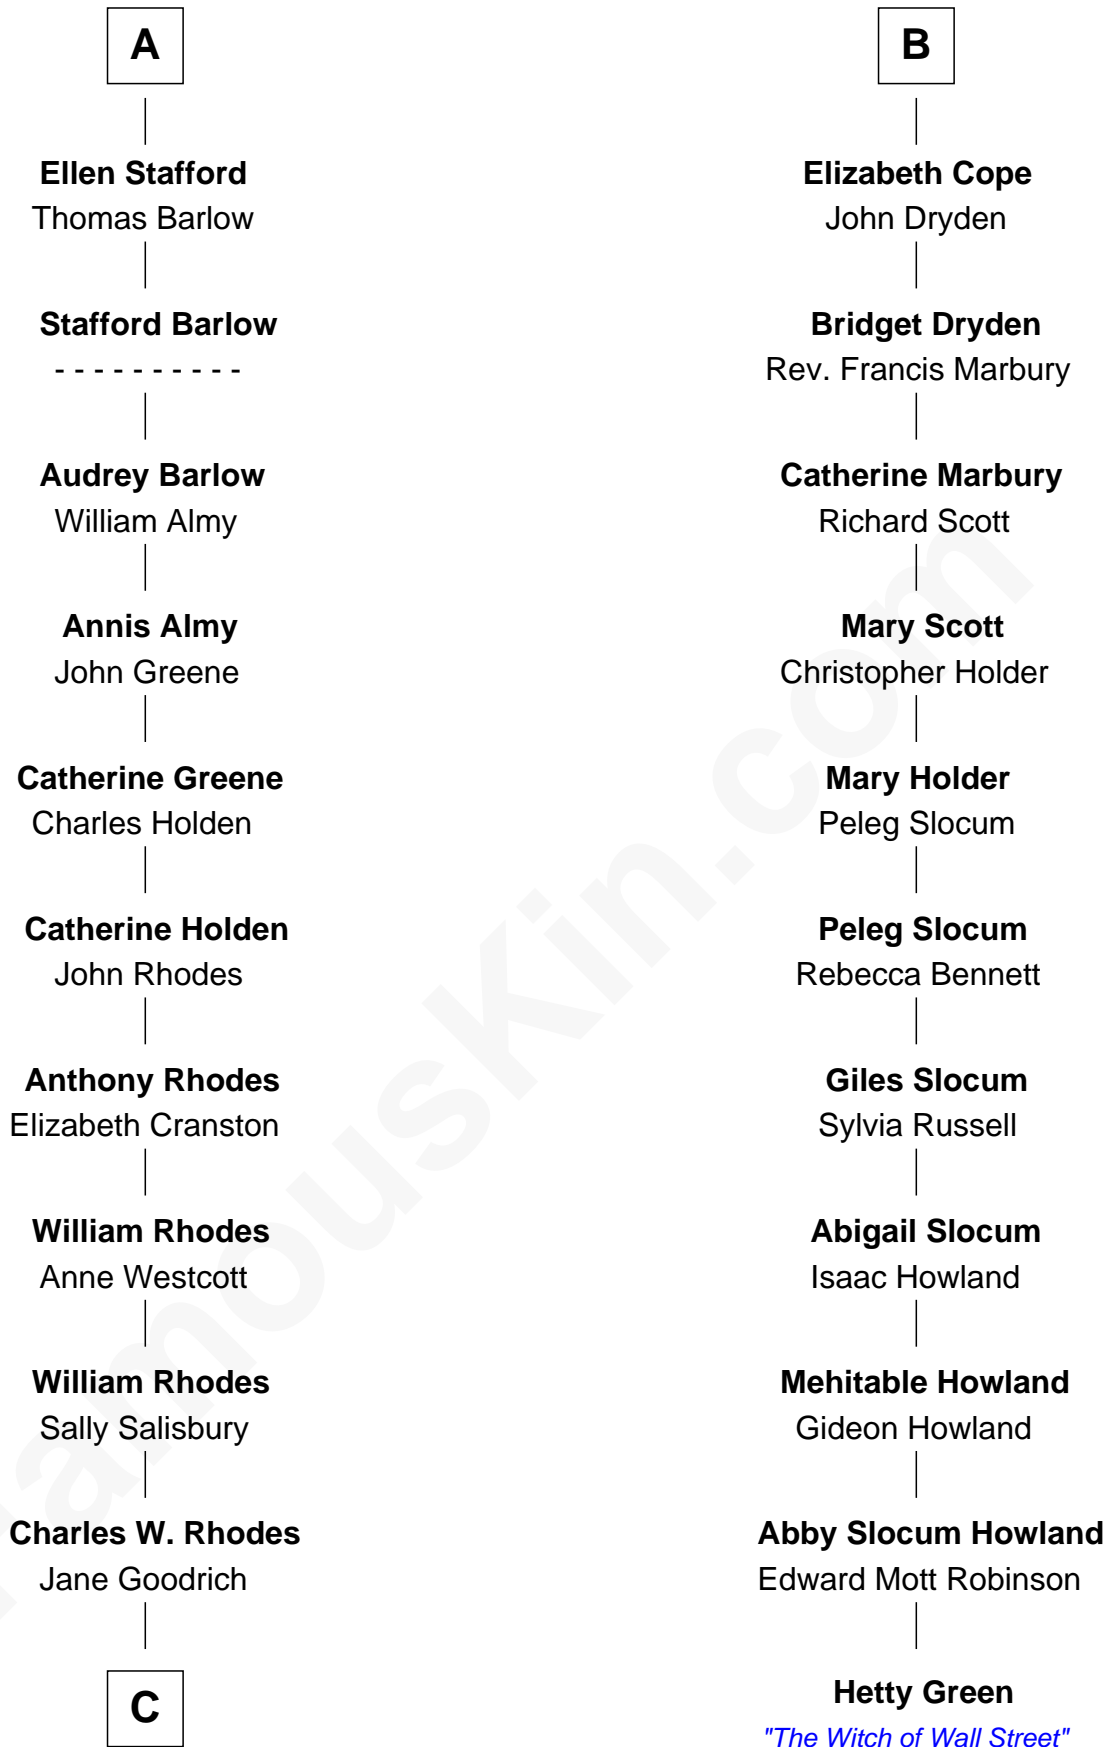 A
Ellen Stafford
Thomas Barlow
Stafford Barlow
- - - - - - - - - -
Audrey Barlow
William Almy
Annis Almy
John Greene
Catherine Greene
Charles Holden
Catherine Holden
John Rhodes
Anthony Rhodes
Elizabeth Cranston
William Rhodes
Anne Westcott
William Rhodes
Sally Salisbury
Charles W. Rhodes
Jane Goodrich
C
B
Elizabeth Cope
John Dryden
Bridget Dryden
Rev. Francis Marbury
Catherine Marbury
Richard Scott
Mary Scott
Christopher Holder
Mary Holder
Peleg Slocum
Peleg Slocum
Rebecca Bennett
Giles Slocum
Sylvia Russell
Abigail Slocum
Isaac Howland
Mehitable Howland
Gideon Howland
Abby Slocum Howland
Edward Mott Robinson
Hetty Green
"The Witch of Wall Street"
FamousKin.com